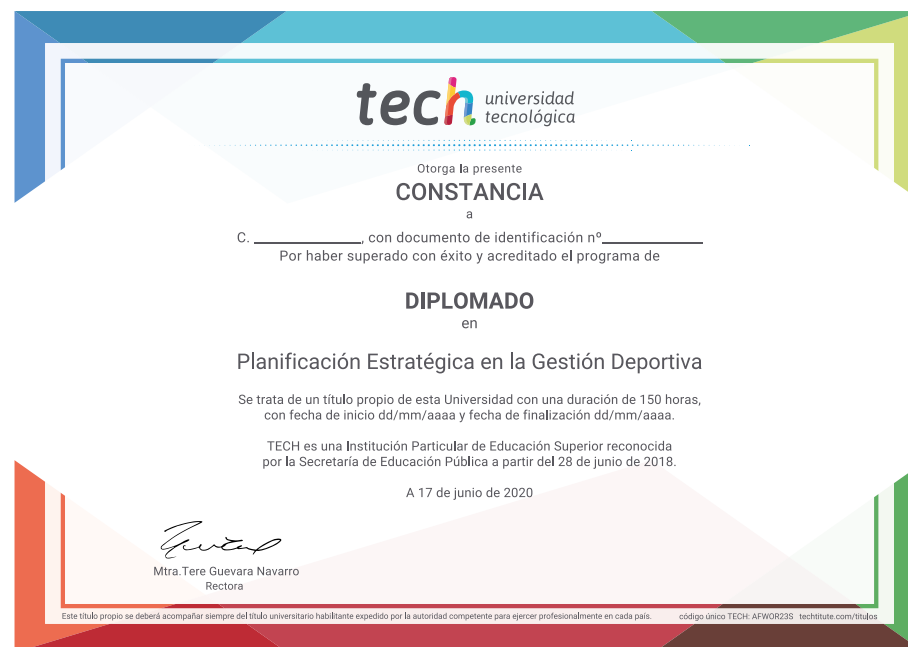 tech universidad
tecnológica
Otorga la presente
CONSTANCIA
a
C. ____________, con documento de identificación nº____________
Por haber superado con éxito y acreditado el programa de
DIPLOMADO
en
Planificación Estratégica en la Gestión Deportiva
Se trata de un título propio de esta Universidad con una duración de 150 horas,
con fecha de inicio dd/mm/aaaa y fecha de finalización dd/mm/aaaa.
TECH es una Institución Particular de Educación Superior reconocida
por la Secretaría de Educación Pública a partir del 28 de junio de 2018.
A 17 de junio de 2020
Mtra.Tere Guevara Navarro
Rectora
Este título propio se deberá acompañar siempre del título universitario habilitante expedido por la autoridad competente para ejercer profesionalmente en cada país. código único TECH: AFWOR23S techtitute.com/titulos